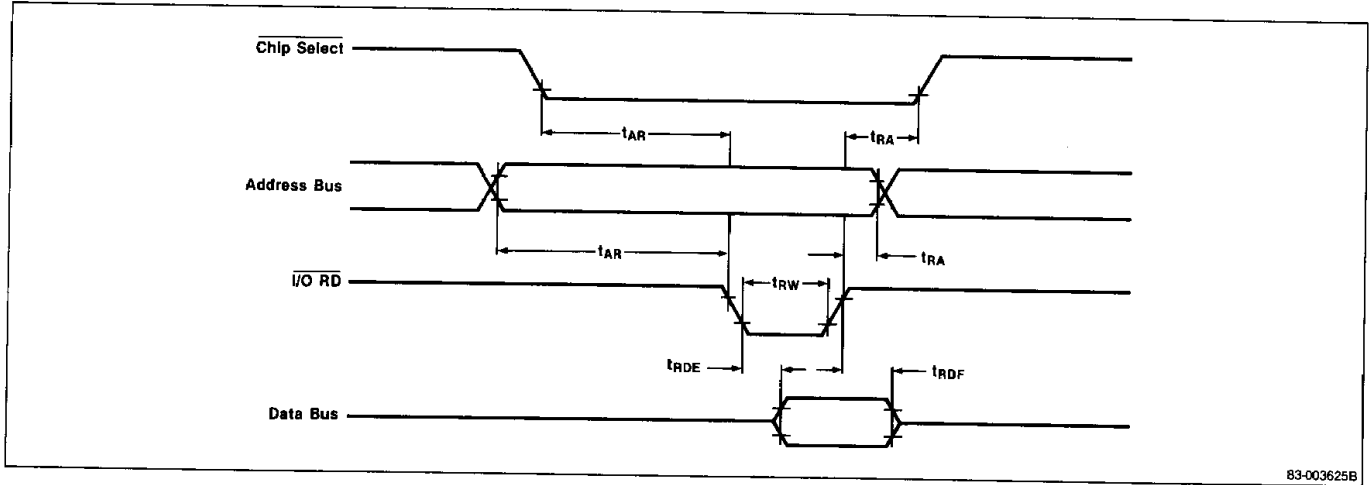 Chip Select
tAR
tRA
Address Bus
tAR
tRA
I/O RD
tRW
tRDE
tRDF
Data Bus
83-003625B